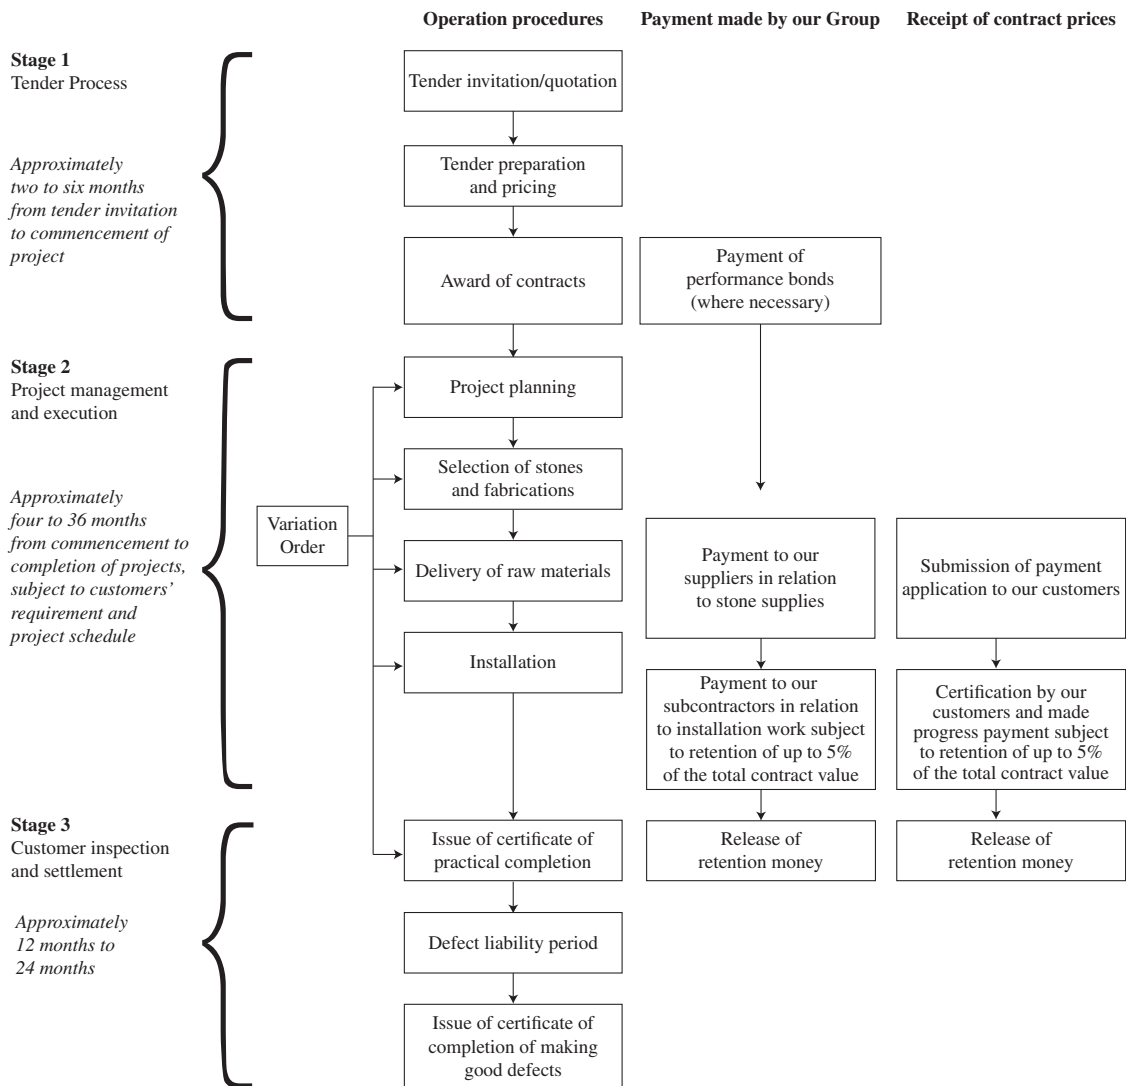 Operation procedures
Payment made by our Group
Receipt of contract prices
Stage 1
Tender Process
Approximately
two to six months
from tender invitation
to commencement of
project
Tender invitation/quotation
Tender preparation
and pricing
Award of contracts
Payment of
performance bonds
(where necessary)
Stage 2
Project management
and execution
Approximately
four to 36 months
from commencement to
completion of projects,
subject to customers’
requirement and
project schedule
Variation
Order
Project planning
Selection of stones
and fabrications
Delivery of raw materials
Installation
Payment to our
suppliers in relation
to stone supplies
Submission of payment
application to our customers
Payment to our
subcontractors in relation
to installation work subject
to retention of up to 5%
of the total contract value
Certification by our
customers and made
progress payment subject
to retention of up to 5%
of the total contract value
Stage 3
Customer inspection
and settlement
Approximately
12 months to
24 months
Issue of certificate of
practical completion
Release of
retention money
Release of
retention money
Defect liability period
Issue of certificate of
completion of making
good defects